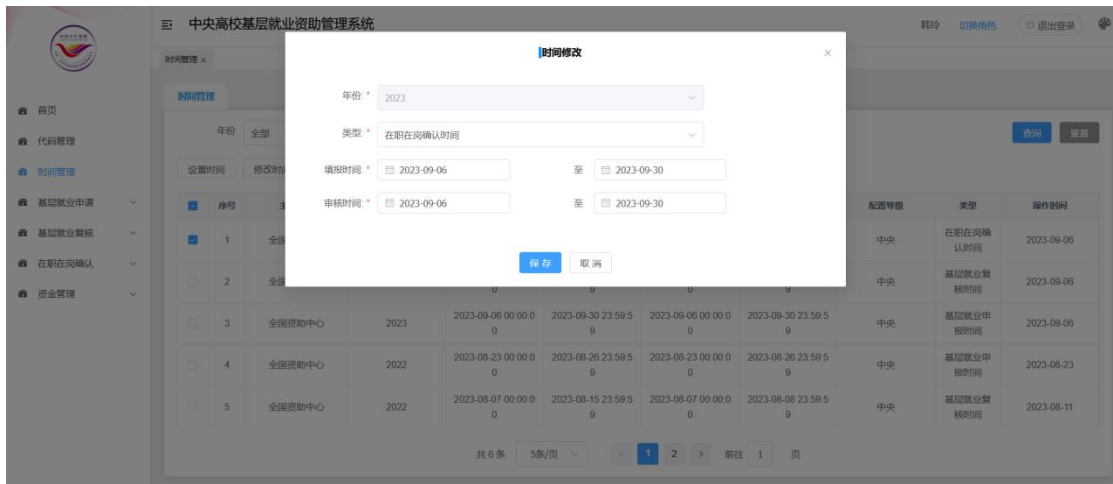 中央高校基层就业资助管理系统
韩玲 切换角色 退出登录
时间管理 ×
首页
代码管理
时间管理
基层就业申请
基层就业复核
在职在岗确认
资金管理
时间管理
年份 全部
查询 重置
设置时间 修改时
时间修改 ×
年份: * 2023
类型: * 在职在岗确认时间
填报时间: * 2023-09-06 至 2023-09-30
审核时间: * 2023-09-06 至 2023-09-30
保存 取消
序号 配置等级 类型 操作时间
1 全国 中央 在职在岗确认时间 2023-09-06
2 全国 0 9 0 9 中央 基层就业复核时间 2023-09-06
3 全国资助中心 2023 2023-09-06 00:00:00 2023-09-30 23:59:59 2023-09-06 00:00:00 2023-09-30 23:59:59 中央 基层就业申报时间 2023-09-06
4 全国资助中心 2022 2023-08-23 00:00:00 2023-08-26 23:59:59 2023-08-23 00:00:00 2023-08-26 23:59:59 中央 基层就业申报时间 2023-08-23
5 全国资助中心 2022 2023-08-07 00:00:00 2023-08-15 23:59:59 2023-08-07 00:00:00 2023-08-08 23:59:59 中央 基层就业复核时间 2023-08-11
共 6 条 5条/页 < 1 2 > 前往 1 页